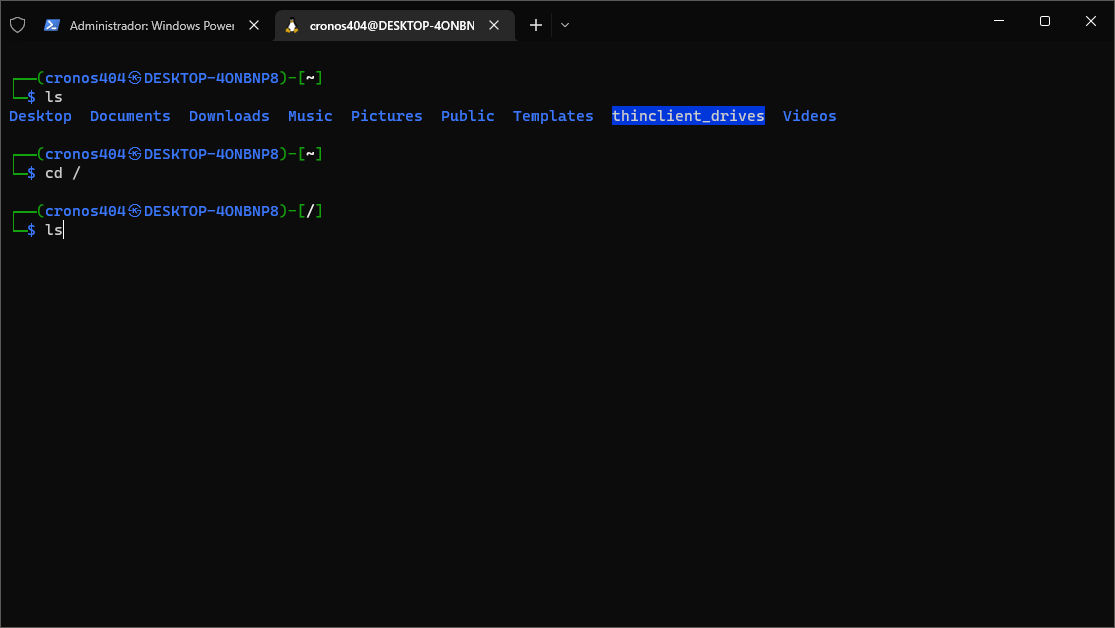 Administrador: Windows Power
cronos404@DESKTOP-4ONBN
┌──(cronos404㉿DESKTOP-4ONBNP8)-[~]
└─$ ls
Desktop  Documents  Downloads  Music  Pictures  Public  Templates  thinclient_drives  Videos
┌──(cronos404㉿DESKTOP-4ONBNP8)-[~]
└─$ cd /
┌──(cronos404㉿DESKTOP-4ONBNP8)-[/]
└─$ ls